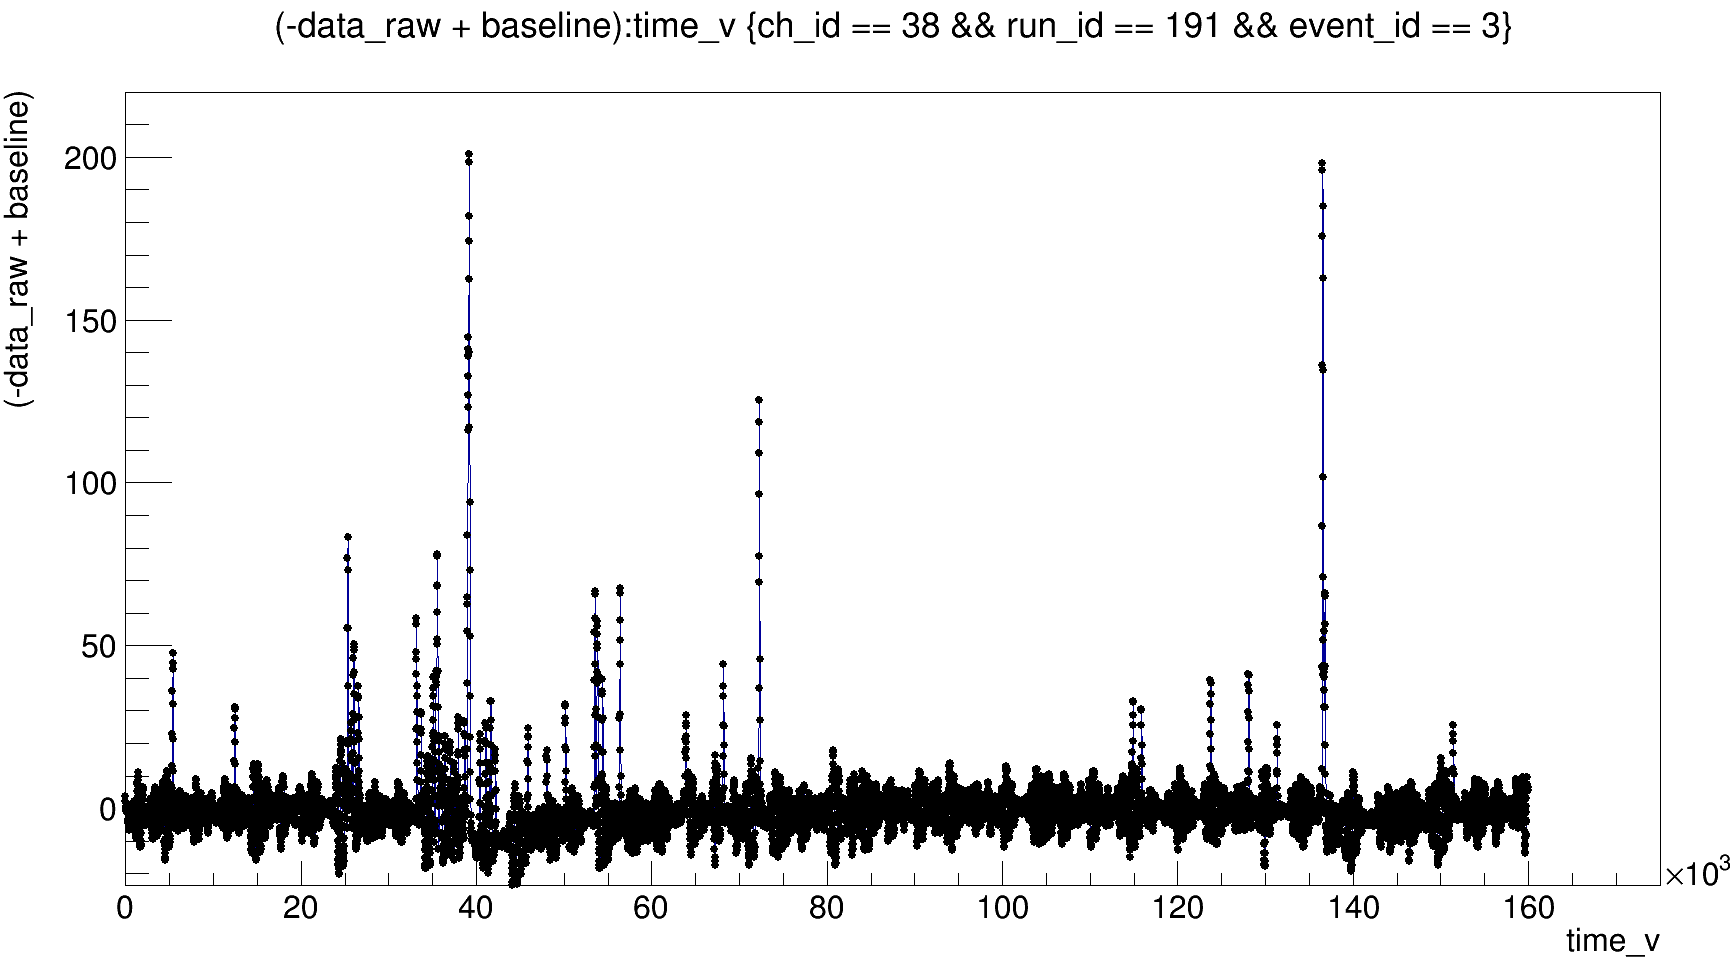 (-data_raw + baseline):time_v {ch_id == 38 && run_id == 191 && event_id == 3}
(-data_raw + baseline)
200
150
100
50
0
0 20 40 60 80 100 120 140 160
×10³
time_v